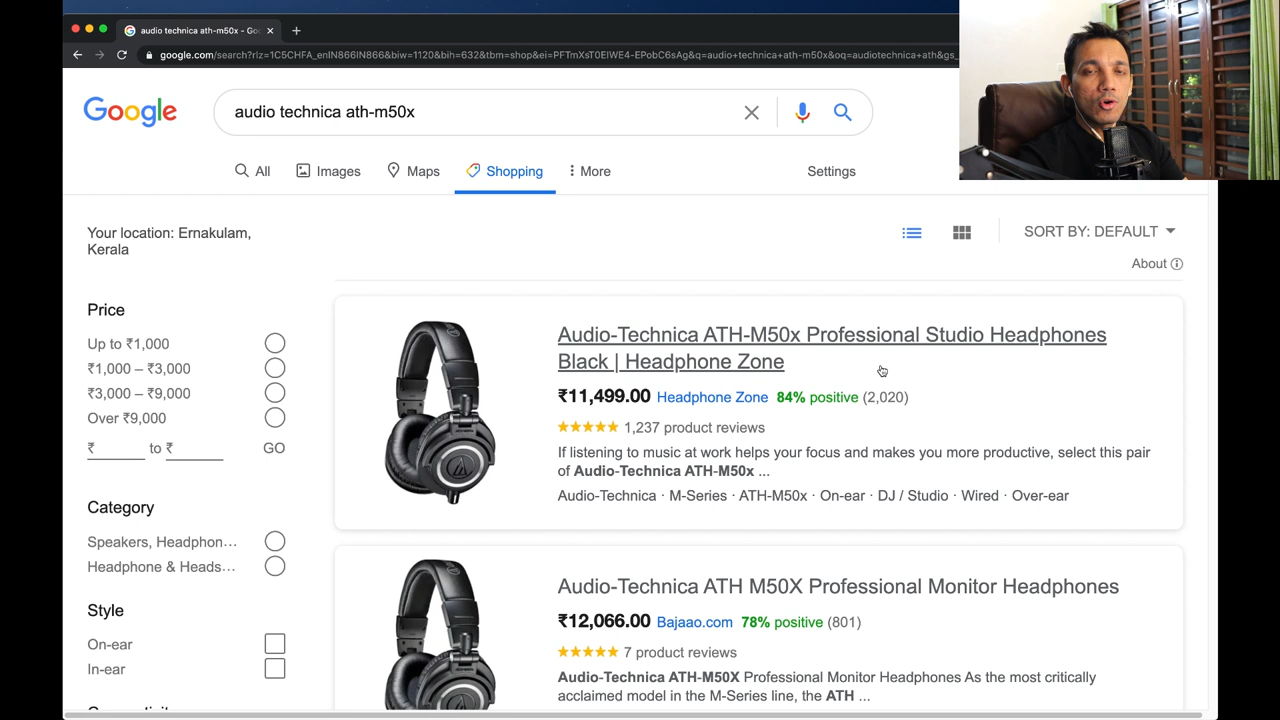 audio technica ath-m50x - Goo
google.com/search?rlz=1C5CHFA_enIN866IN866&biw=1120&bih=632&tbm=shop&ei=PFTmXsT0EIWE4-EPobC6sAg&q=audio+technica+ath-m50x&oq=audiotechnica+ath&gs_
Google
audio technica ath-m50x
All Images Maps Shopping More Settings
Your location: Ernakulam,
Kerala
SORT BY: DEFAULT
About
Price
Up to ₹1,000
₹1,000 – ₹3,000
₹3,000 – ₹9,000
Over ₹9,000
₹ to ₹ GO
Category
Speakers, Headphon…
Headphone & Heads…
Style
On-ear
In-ear
Audio-Technica ATH-M50x Professional Studio Headphones
Black | Headphone Zone
₹11,499.00 Headphone Zone 84% positive (2,020)
1,237 product reviews
If listening to music at work helps your focus and makes you more productive, select this pair
of Audio-Technica ATH-M50x ...
Audio-Technica · M-Series · ATH-M50x · On-ear · DJ / Studio · Wired · Over-ear
Audio-Technica ATH M50X Professional Monitor Headphones
₹12,066.00 Bajaao.com 78% positive (801)
7 product reviews
Audio-Technica ATH-M50X Professional Monitor Headphones As the most critically
acclaimed model in the M-Series line, the ATH ...